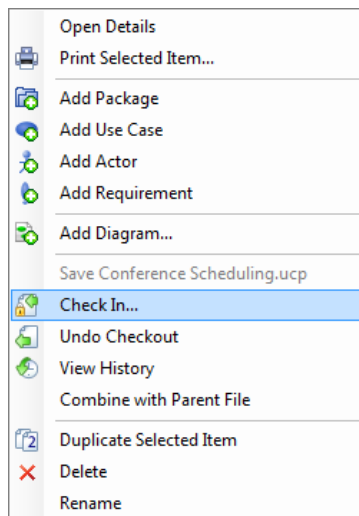 Open Details
Print Selected Item...
Add Package
Add Use Case
Add Actor
Add Requirement
Add Diagram...
Save Conference Scheduling.ucp
Check In...
Undo Checkout
View History
Combine with Parent File
2 Duplicate Selected Item
Delete
Rename